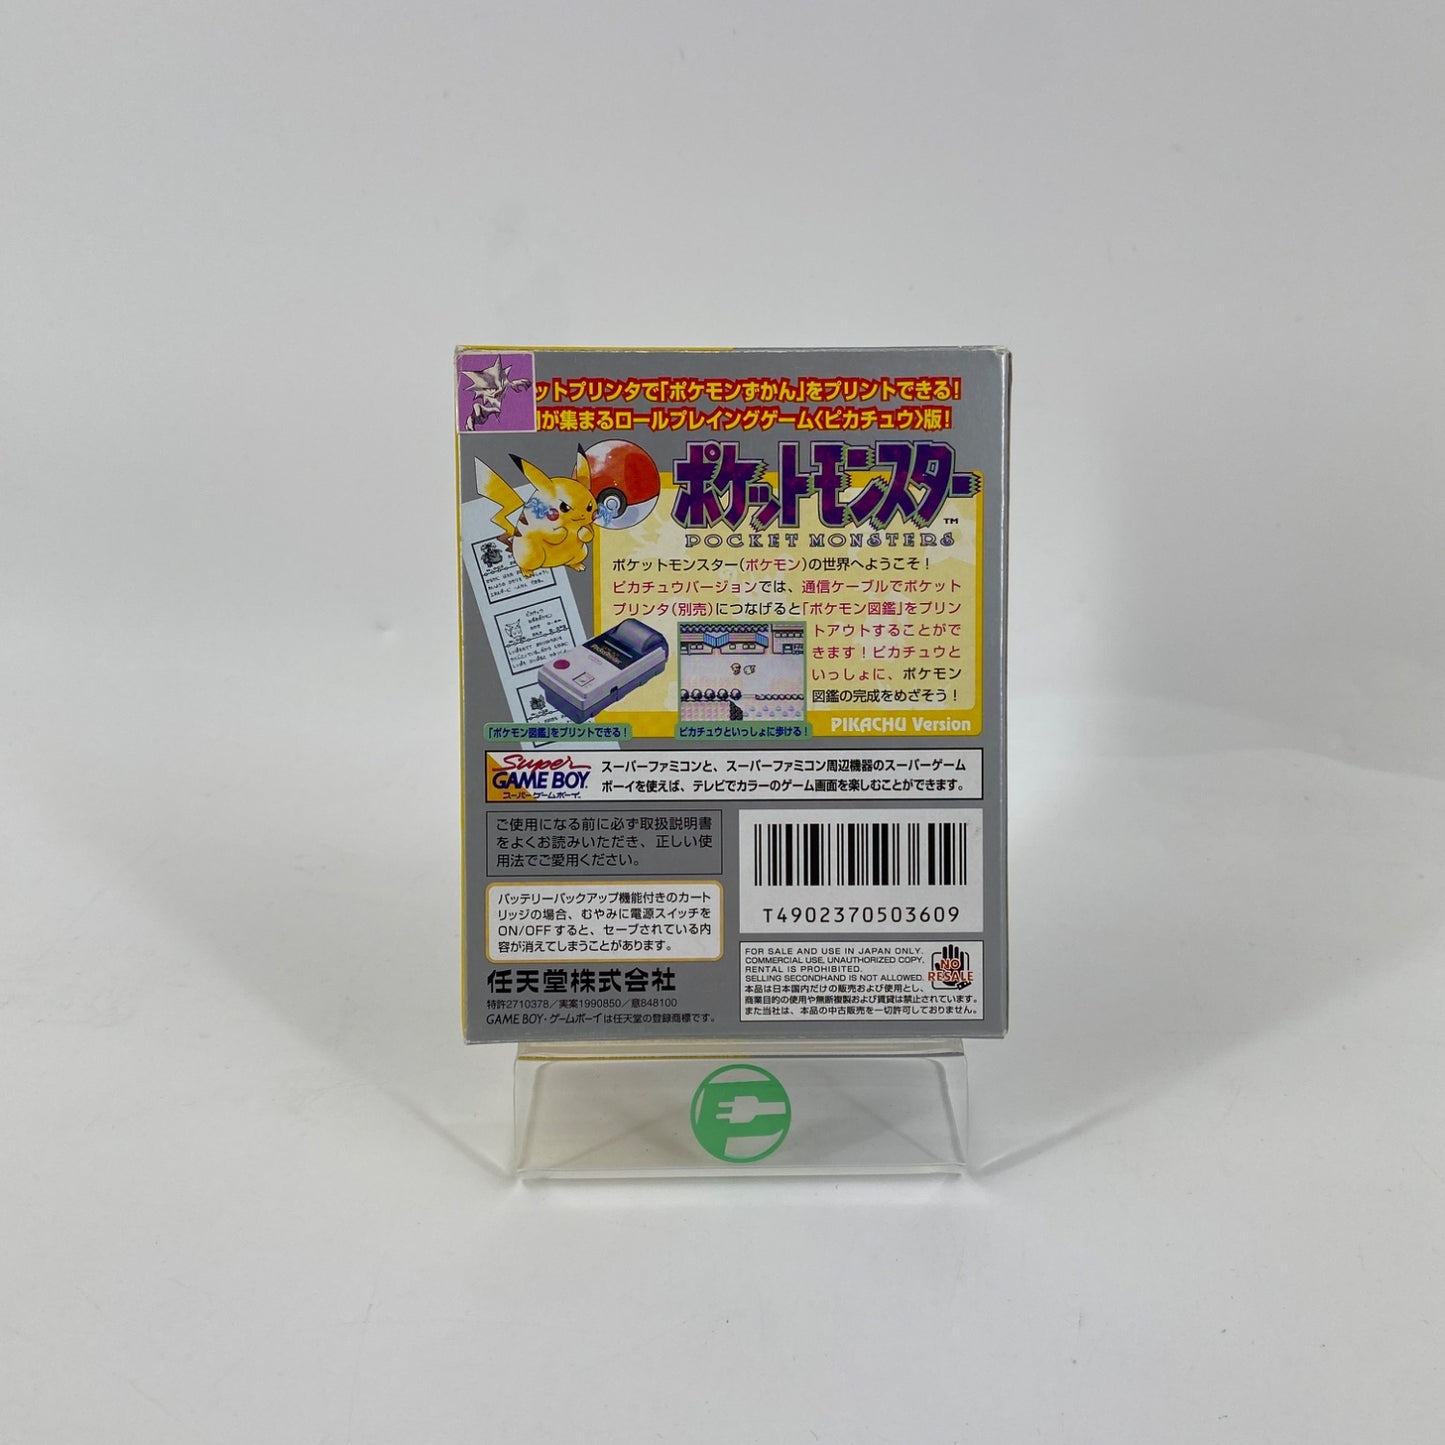 ットプリンタで「ポケモンずかん」をプリントできる！
が集まるロールプレイングゲーム〈ピカチュウ〉版！
ポケットモンスター™
POCKET MONSTERS
ポケットモンスター(ポケモン)の世界へようこそ！
ピカチュウバージョンでは、通信ケーブルでポケット
プリンタ(別売)につなげると「ポケモン図鑑」をプリン
トアウトすることがで
きます！ピカチュウと
いっしょに、ポケモン
図鑑の完成をめざそう！
PIKACHU Version
「ポケモン図鑑」をプリントできる！
ピカチュウといっしょに歩ける！
Super
GAME BOY.
スーパーゲームボーイ.
スーパーファミコンと、スーパーファミコン周辺機器のスーパーゲーム
ボーイを使えば、テレビでカラーのゲーム画面を楽しむことができます。
ご使用になる前に必ず取扱説明書
をよくお読みいただき、正しい使
用法でご愛用ください。
バッテリーバックアップ機能付きのカート
リッジの場合、むやみに電源スイッチを
ON/OFFすると、セーブされている内
容が消えてしまうことがあります。
任天堂株式会社
特許2710378／実案1990850／意848100
GAME BOY・ゲームボーイは任天堂の登録商標です。
T4902370503609
FOR SALE AND USE IN JAPAN ONLY.
COMMERCIAL USE, UNAUTHORIZED COPY,
RENTAL IS PROHIBITED.
SELLING SECONDHAND IS NOT ALLOWED.
本品は日本国内だけの販売および使用とし、
商業目的の使用や無断複製および賃貸は禁止されています。
また当社は、本品の中古販売を一切許可しておりません。
NO
RESALE